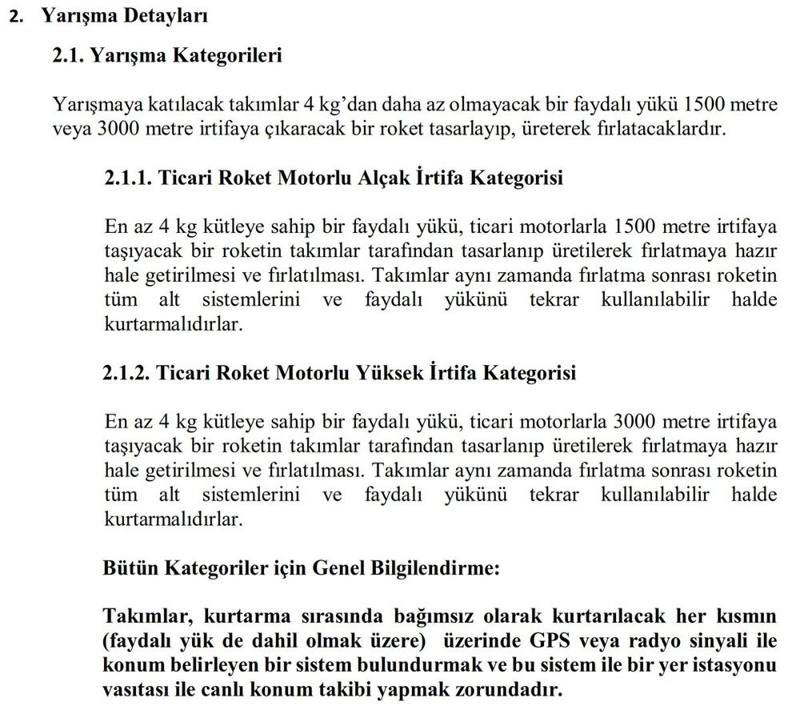 2. Yarışma Detayları
2.1. Yarışma Kategorileri
Yarışmaya katılacak takımlar 4 kg’dan daha az olmayacak bir faydalı yükü 1500 metre
veya 3000 metre irtifaya çıkaracak bir roket tasarlayıp, üreterek fırlatacaklardır.
2.1.1. Ticari Roket Motorlu Alçak İrtifa Kategorisi
En az 4 kg kütleye sahip bir faydalı yükü, ticari motorlarla 1500 metre irtifaya
taşıyacak bir roketin takımlar tarafından tasarlanıp üretilerek fırlatmaya hazır
hale getirilmesi ve fırlatılması. Takımlar aynı zamanda fırlatma sonrası roketin
tüm alt sistemlerini ve faydalı yükünü tekrar kullanılabilir halde
kurtarmalıdırlar.
2.1.2. Ticari Roket Motorlu Yüksek İrtifa Kategorisi
En az 4 kg kütleye sahip bir faydalı yükü, ticari motorlarla 3000 metre irtifaya
taşıyacak bir roketin takımlar tarafından tasarlanıp üretilerek fırlatmaya hazır
hale getirilmesi ve fırlatılması. Takımlar aynı zamanda fırlatma sonrası roketin
tüm alt sistemlerini ve faydalı yükünü tekrar kullanılabilir halde
kurtarmalıdırlar.
Bütün Kategoriler için Genel Bilgilendirme:
Takımlar, kurtarma sırasında bağımsız olarak kurtarılacak her kısmın
(faydalı yük de dahil olmak üzere) üzerinde GPS veya radyo sinyali ile
konum belirleyen bir sistem bulundurmak ve bu sistem ile bir yer istasyonu
vasıtası ile canlı konum takibi yapmak zorundadır.